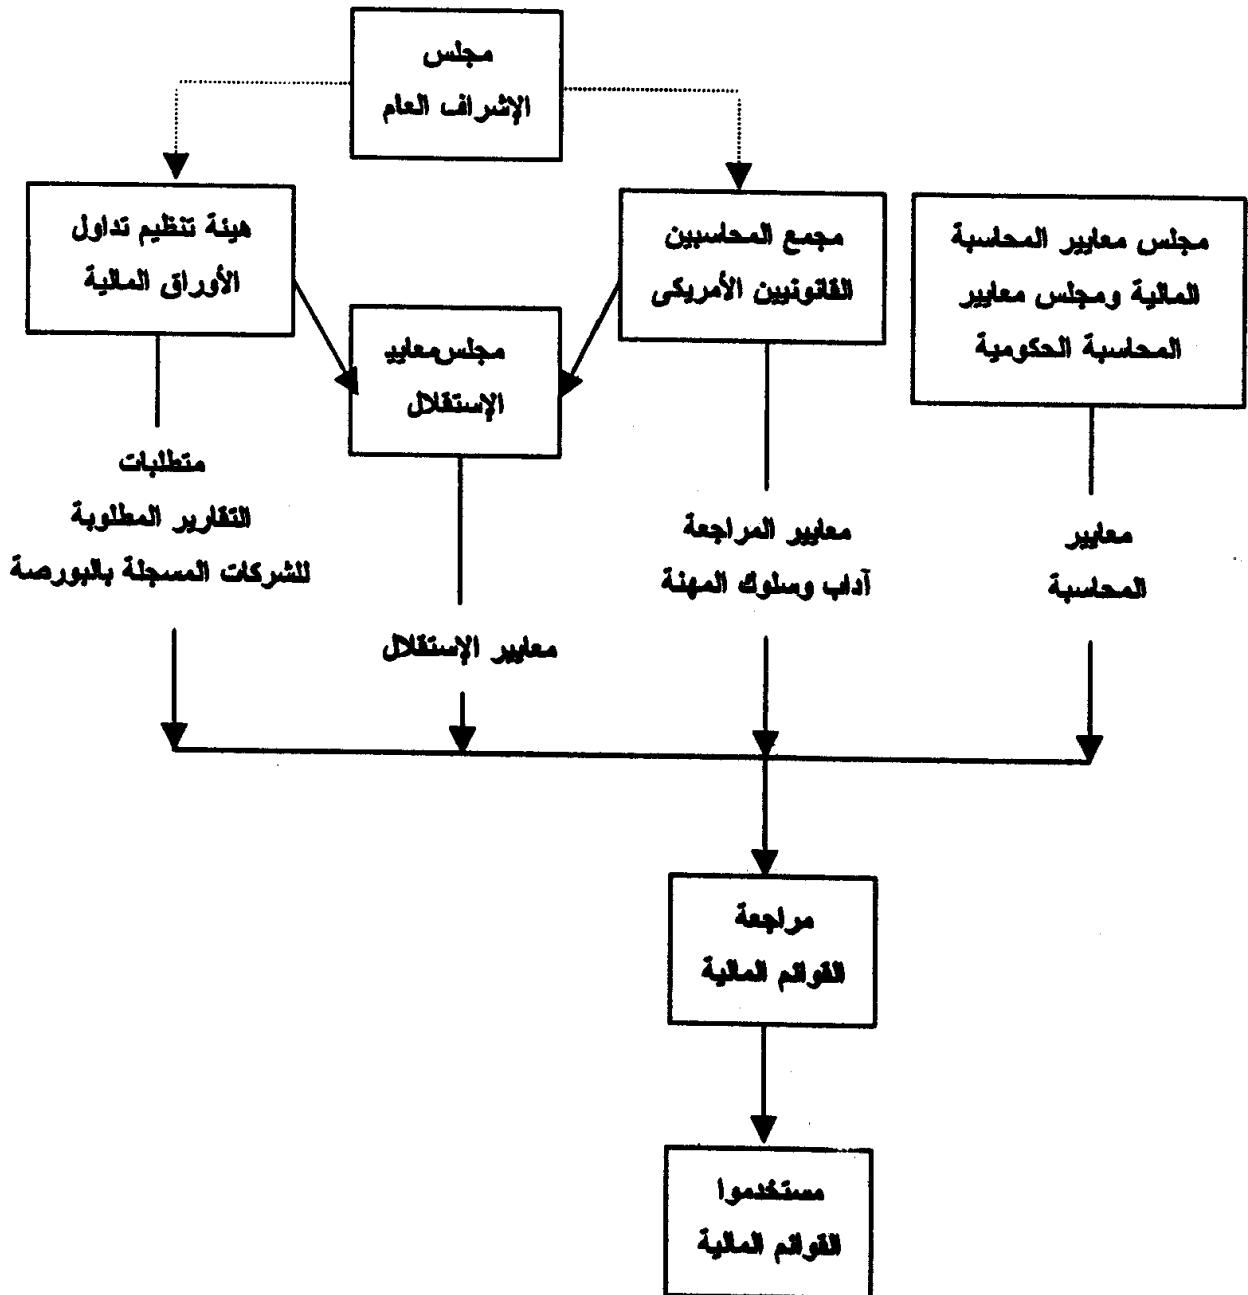 مجلس
الإشراف العام
مجلس معايير المحاسبة
المالية ومجلس معايير
المحاسبة الحكومية
مجمع المحاسبين
القانونيين الأمريكى
هيئة تنظيم تداول
الأوراق المالية
مجلس معايي
الإستقلال
معايير
المحاسبة
معايير المراجعة
آداب وسلوك المهنة
معايير الإستقلال
متطلبات
التقارير المطلوبة
للشركات المسجلة بالبورصة
مراجعة
القوائم المالية
مستخدموا
القوائم المالية